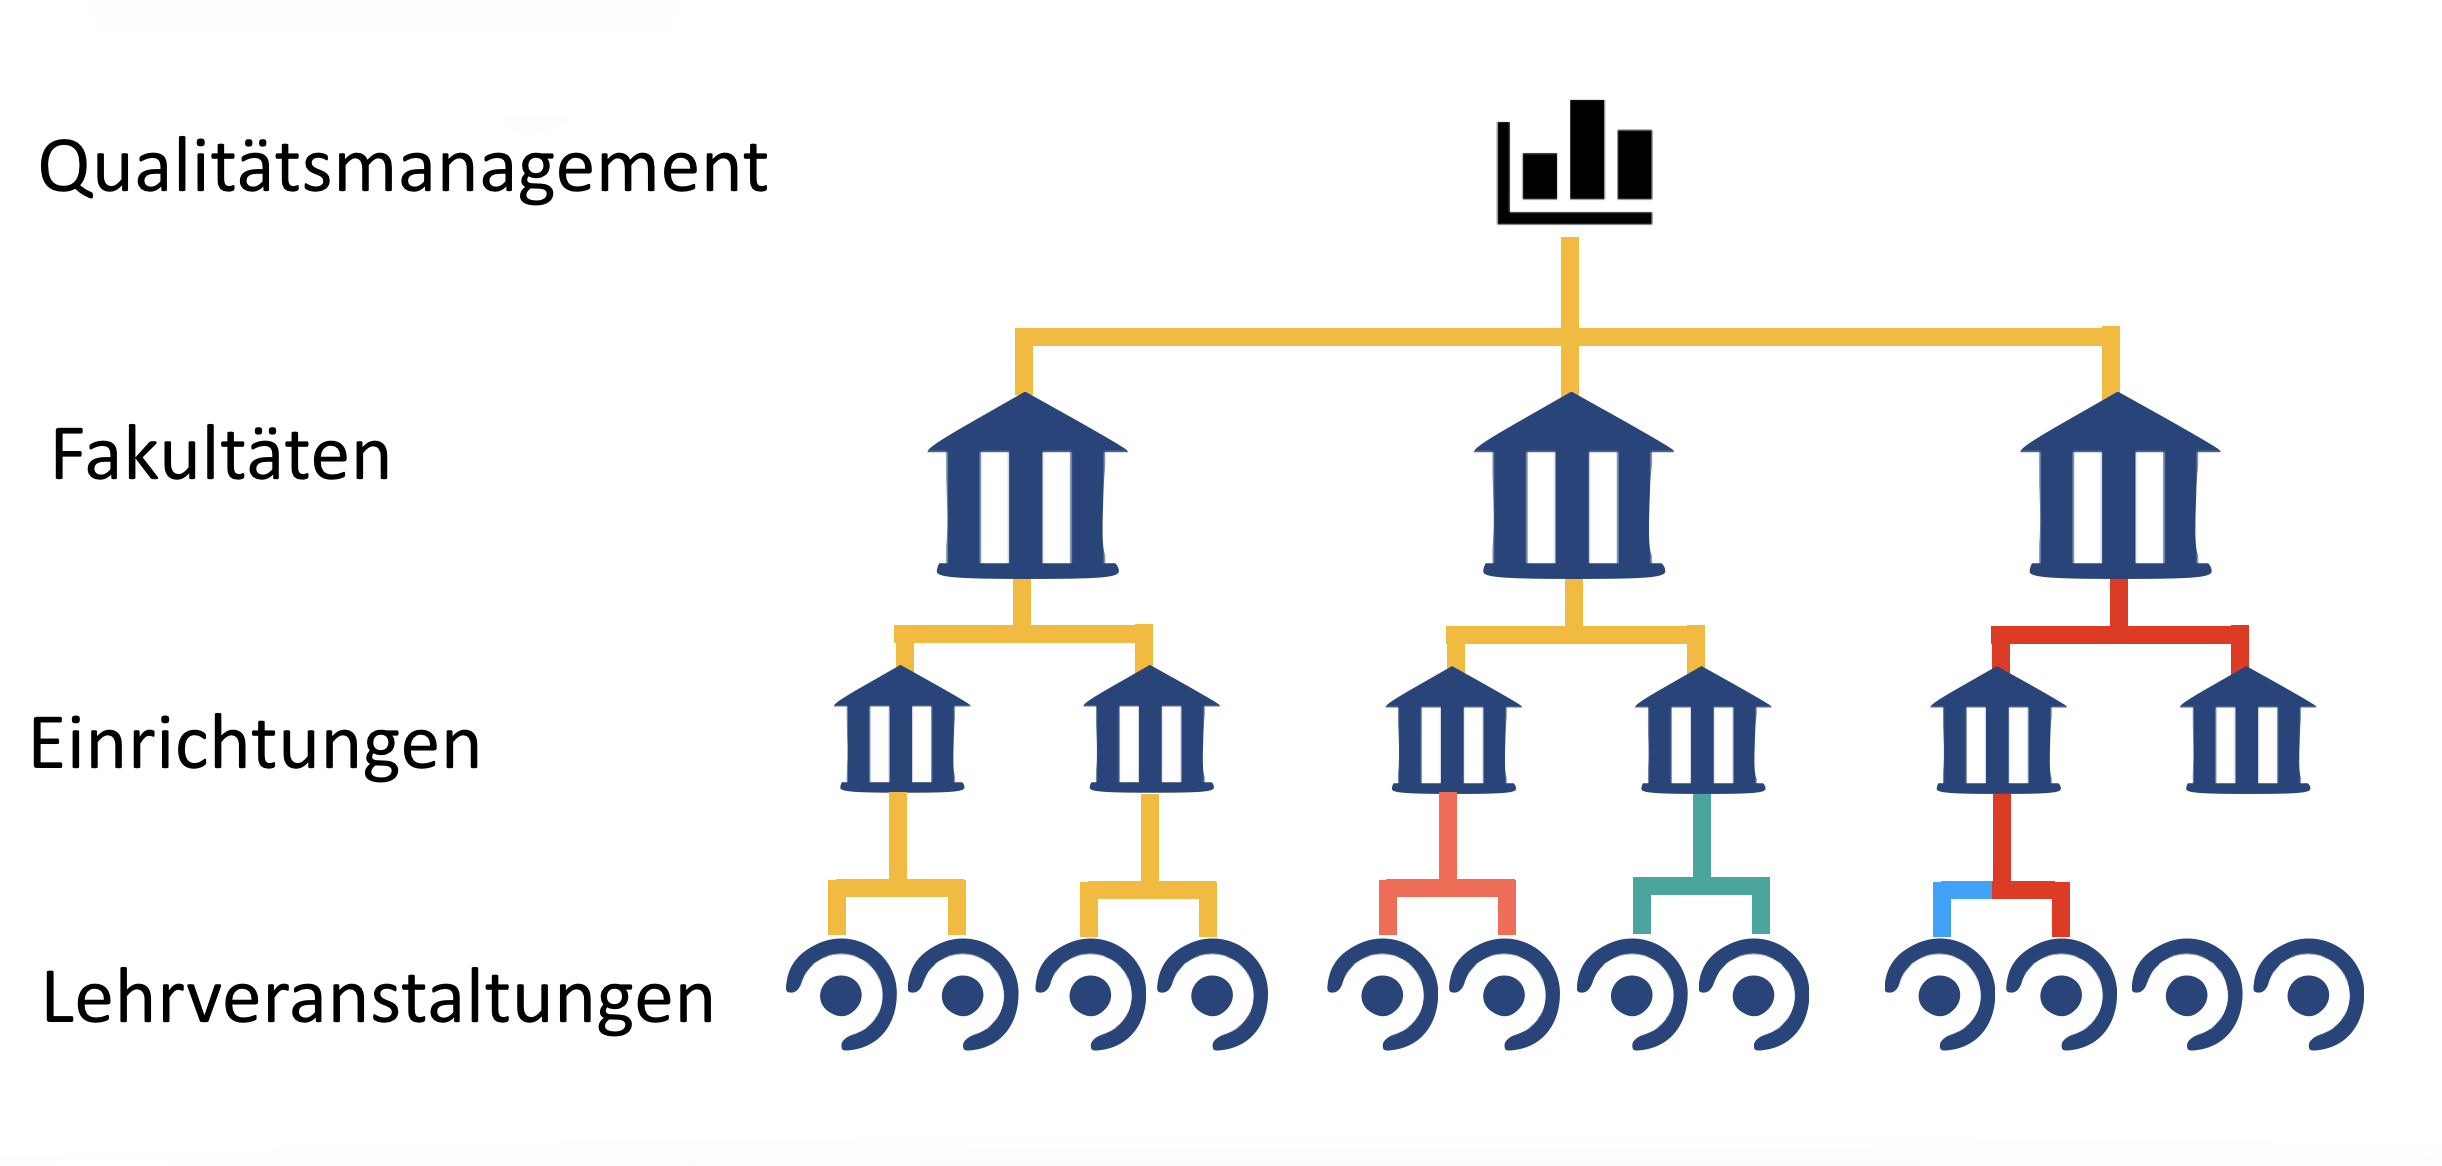 Qualitätsmanagement
Fakultäten
Einrichtungen
Lehrveranstaltungen